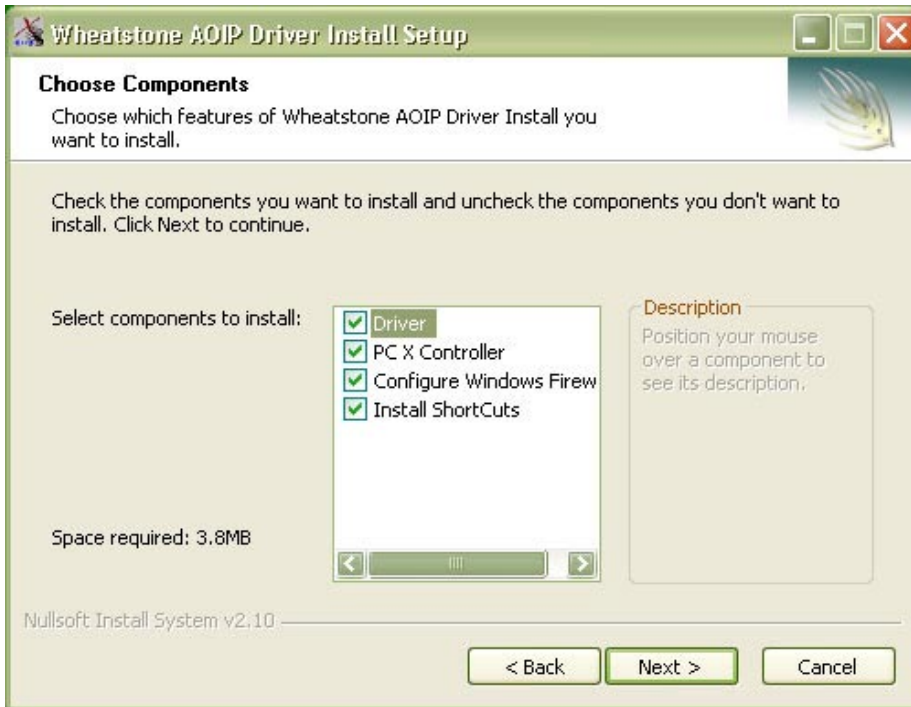 Wheatstone AOIP Driver Install Setup
Choose Components
Choose which features of Wheatstone AOIP Driver Install you
want to install.
Check the components you want to install and uncheck the components you don't want to
install. Click Next to continue.
Select components to install:
Driver
PC X Controller
Configure Windows Firew
Install ShortCuts
Description
Position your mouse
over a component to
see its description.
Space required: 3.8MB
Nullsoft Install System v2.10
< Back
Next >
Cancel